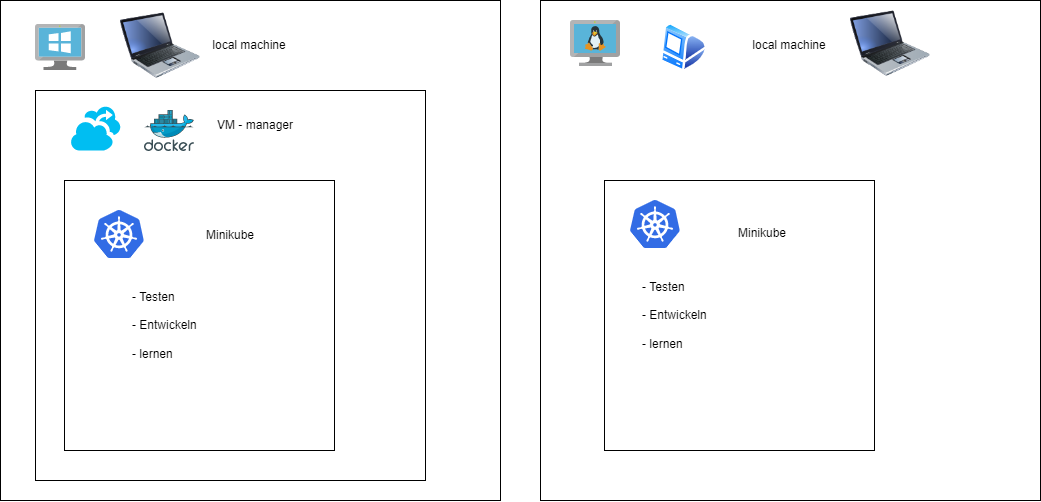 local machine
docker
VM - manager
Minikube
- Testen
- Entwickeln
- lernen
local machine
Minikube
- Testen
- Entwickeln
- lernen